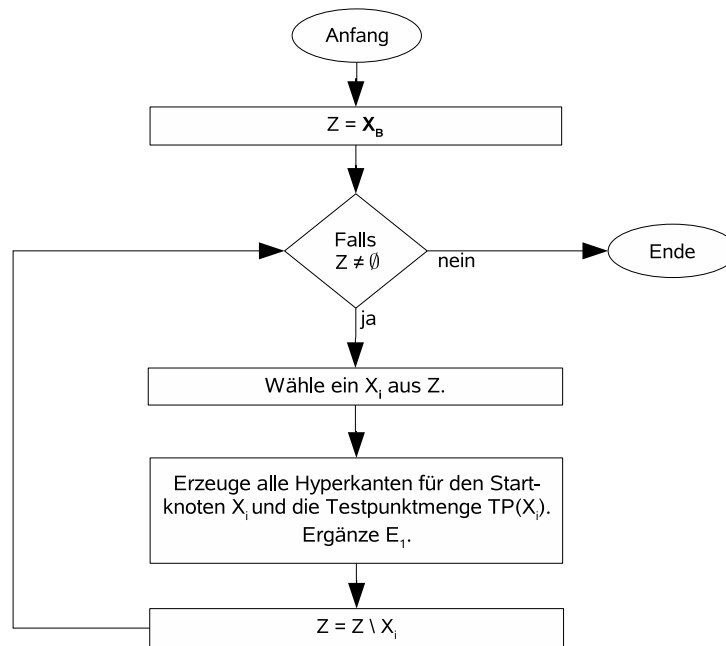 Anfang
Z = X_B
Falls
Z ≠ ∅
nein
Ende
ja
Wähle ein X_i aus Z.
Erzeuge alle Hyperkanten für den Start-
knoten X_i und die Testpunktmenge TP(X_i).
Ergänze E_1.
Z = Z \ X_i